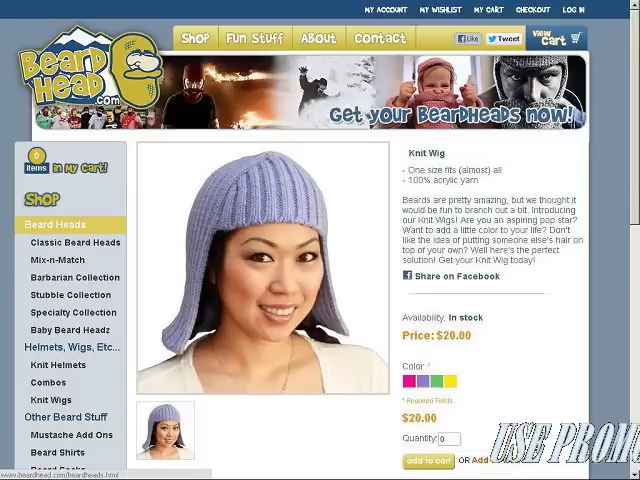 MY ACCOUNT MY WISHLIST MY CART CHECKOUT LOG IN
Beard Head .com
Shop Fun Stuff About Contact Like Tweet View Cart
Get your BeardHeads now!
0 items in My Cart!
Shop
Beard Heads
Classic Beard Heads
Mix-n-Match
Barbarian Collection
Stubble Collection
Specialty Collection
Baby Beard Headz
Helmets, Wigs, Etc...
Knit Helmets
Combos
Knit Wigs
Other Beard Stuff
Mustache Add Ons
Beard Shirts
Knit Wig
- One size fits (almost) all
- 100% acrylic yarn
Beards are pretty amazing, but we thought it
would be fun to branch out a bit. Introducing
our Knit Wigs! Are you an aspiring pop star?
Want to add a little color to your life? Don't
like the idea of putting someone else's hair on
top of your own? Well here's the perfect
solution! Get your Knit Wig today!
Share on Facebook
Availability: In stock
Price: $20.00
Color *
* Required Fields
$20.00
Quantity: 0
add to cart OR Add
USE PROMO
www.beardhead.com/beardheads.html